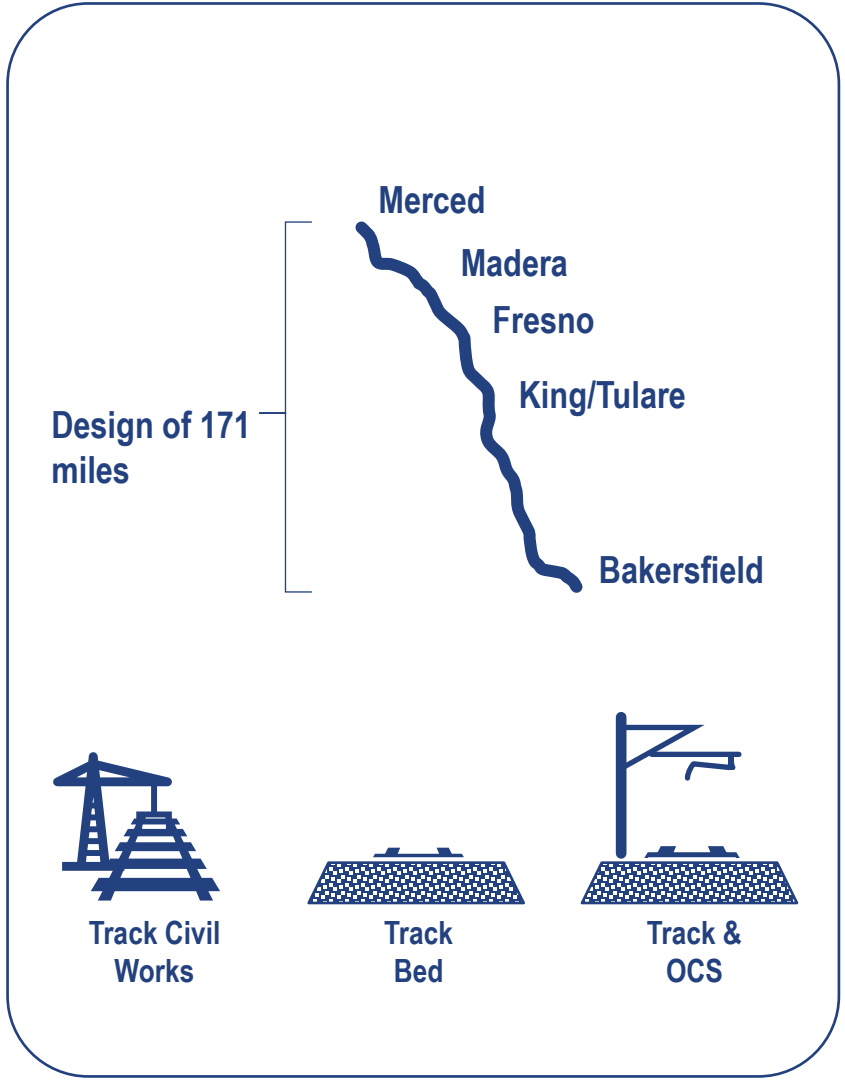 Merced
Madera
Fresno
King/Tulare
Design of 171
miles
Bakersfield
Track Civil
Works
Track
Bed
Track &
OCS